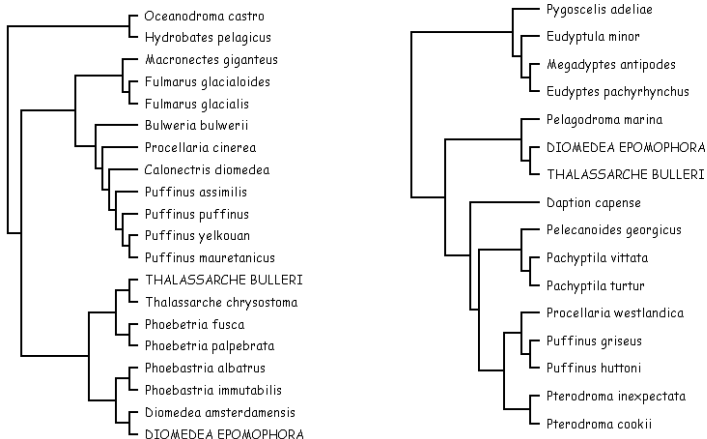 Oceanodroma castro
Hydrobates pelagicus
Macronectes giganteus
Fulmarus glacialoides
Fulmarus glacialis
Bulweria bulwerii
Procellaria cinerea
Calonectris diomedea
Puffinus assimilis
Puffinus puffinus
Puffinus yelkouan
Puffinus mauretanicus
THALASSARCHE BULLERI
Thalassarche chrysostoma
Phoebetria fusca
Phoebetria palpebrata
Phoebastria albatrus
Phoebastria immutabilis
Diomedea amsterdamensis
DIOMEDEA EPOMOPHORA
Pygoscelis adeliae
Eudyptula minor
Megadyptes antipodes
Eudyptes pachyrhynchus
Pelagodroma marina
DIOMEDEA EPOMOPHORA
THALASSARCHE BULLERI
Daption capense
Pelecanoides georgicus
Pachyptila vittata
Pachyptila turtur
Procellaria westlandica
Puffinus griseus
Puffinus huttoni
Pterodroma inexpectata
Pterodroma cookii